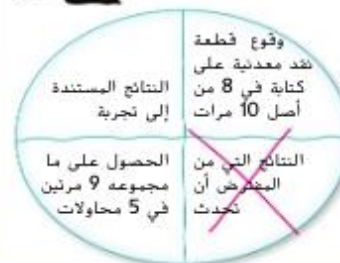 وقوع قطعة
نقد معدنية على
كتابة في 8 من
أصل 10 مرات
النتائج المستندة
إلى تجربة
النتائج التي من
المفترض أن
تحدث
الحصول على ما
مجموعه 9 مرتين
في 5 محاولات